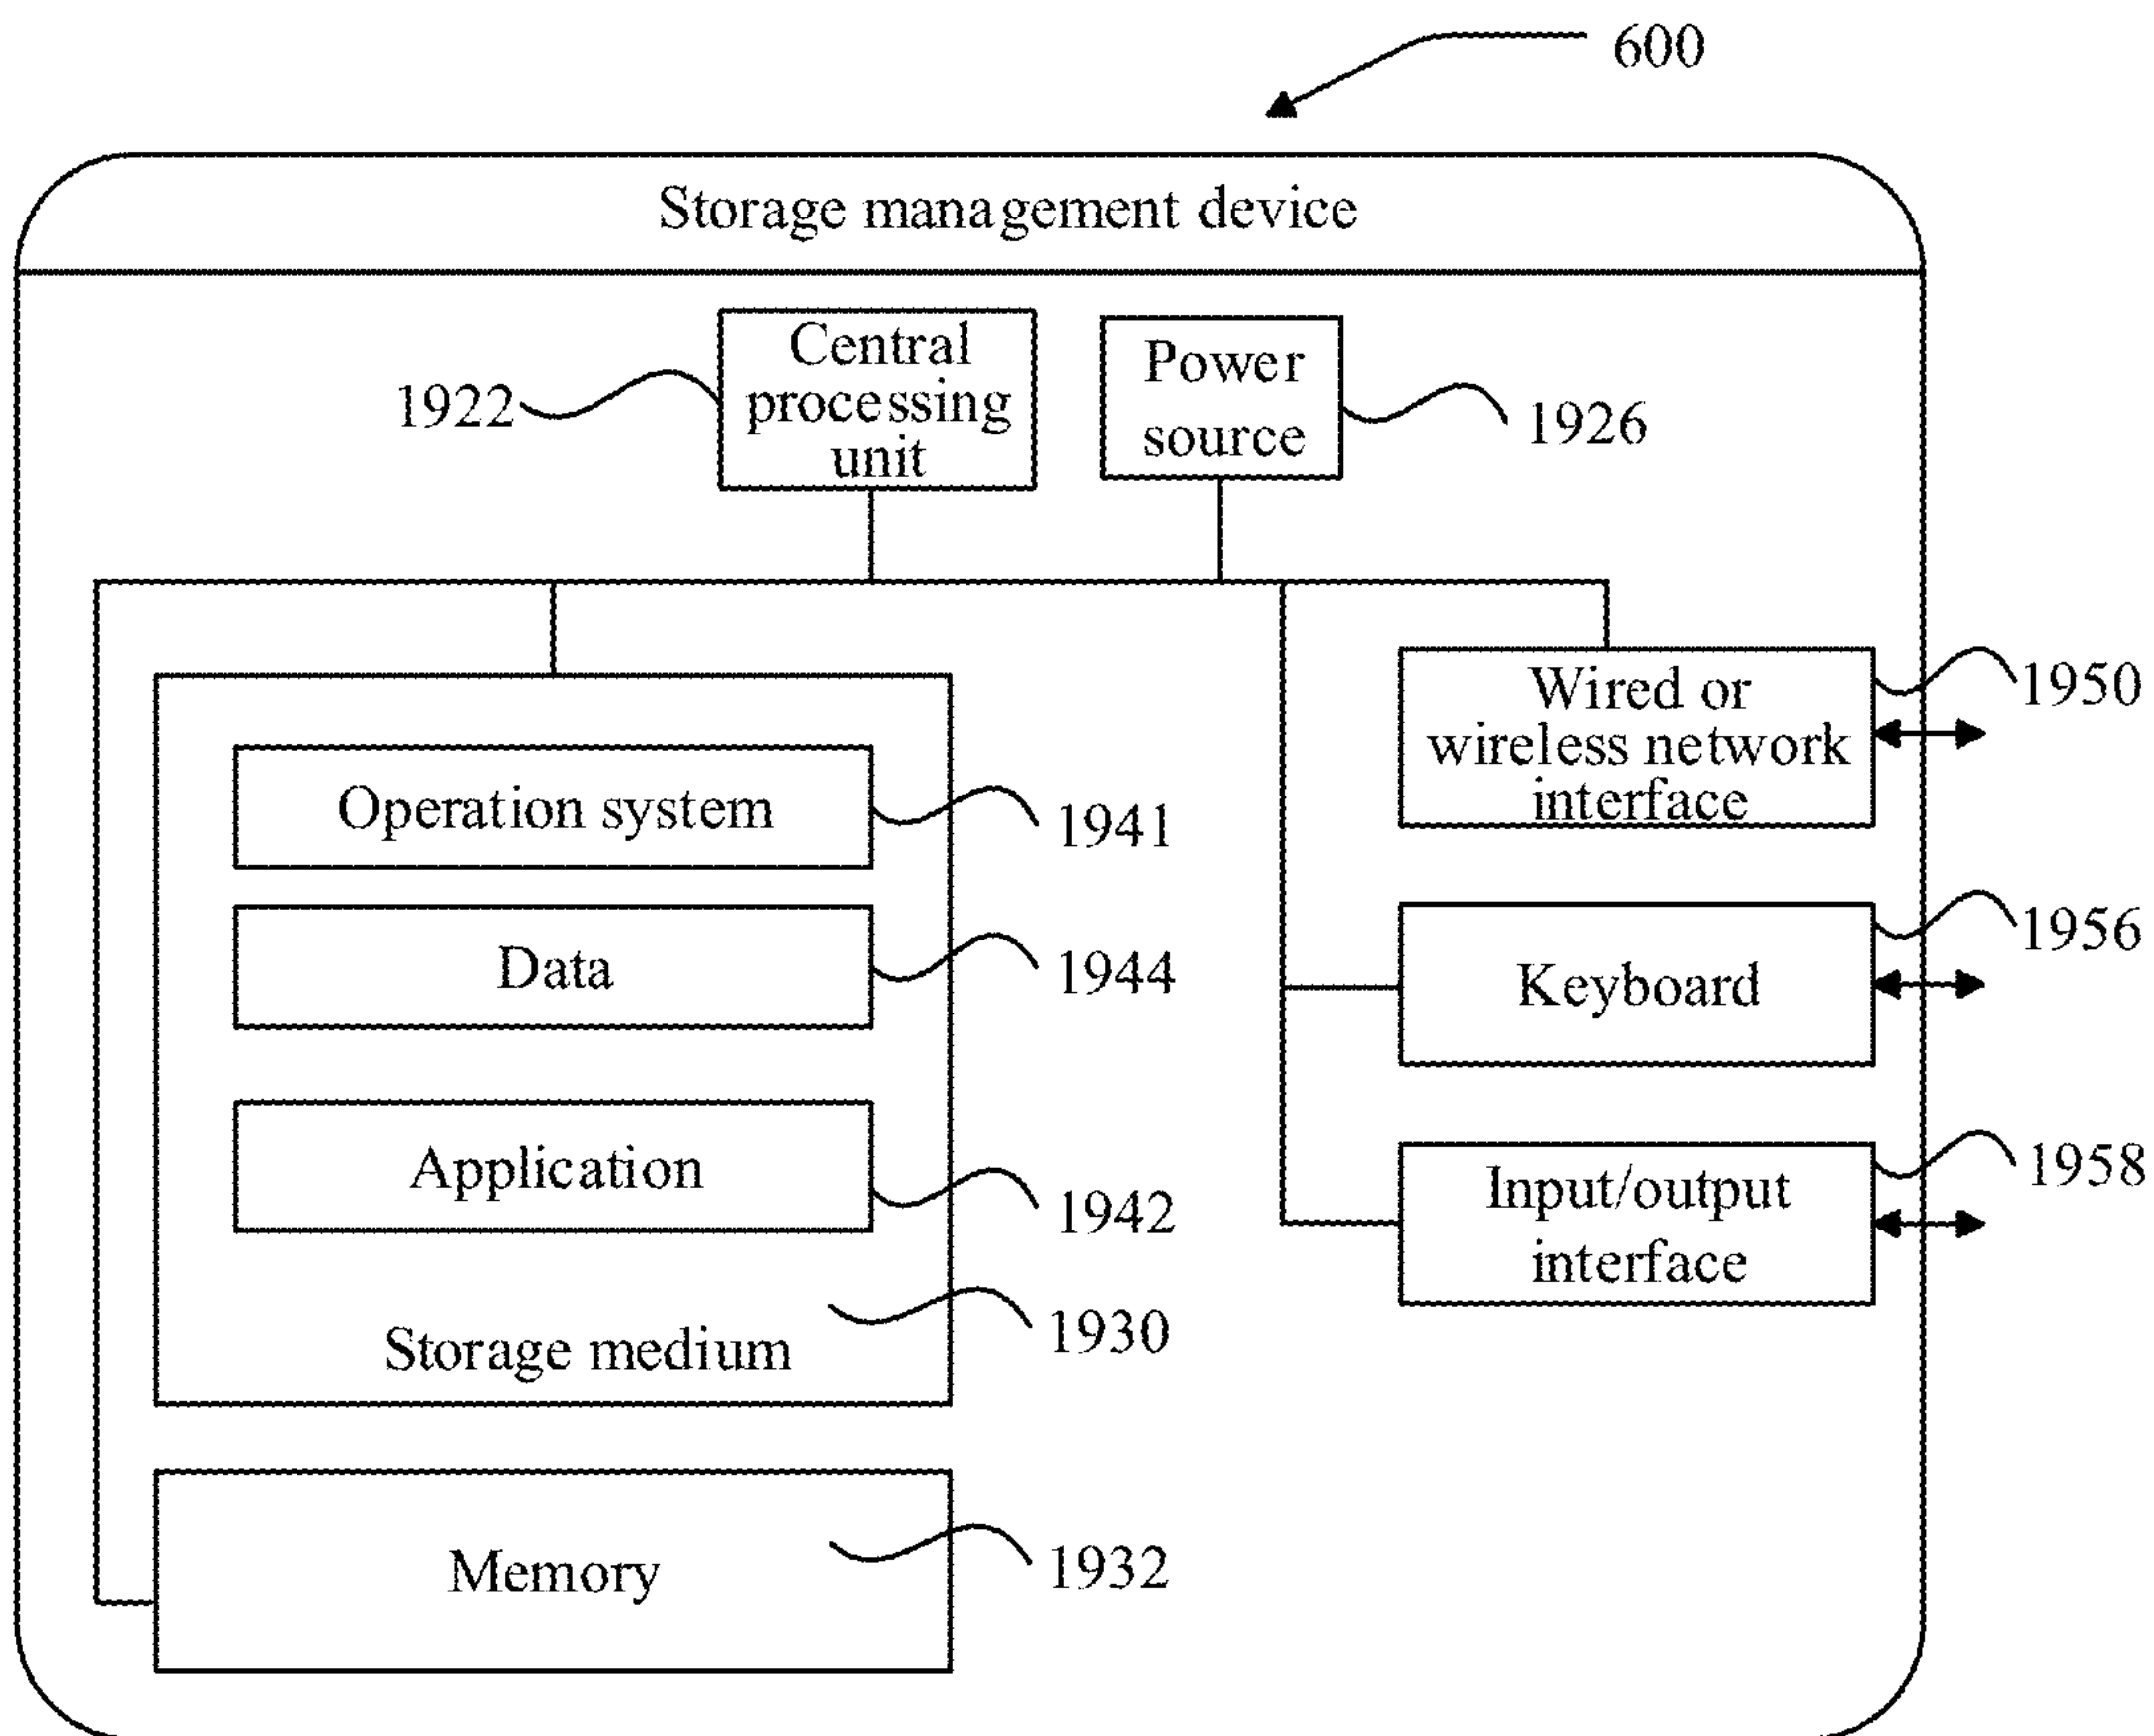 600
Storage management device
Central
processing
unit
1922
Power
source
1926
Wired or
wireless network
interface
1950
Operation system
1941
Keyboard
1956
Data
1944
Input/output
interface
1958
Application
1942
Storage medium
1930
Memory
1932